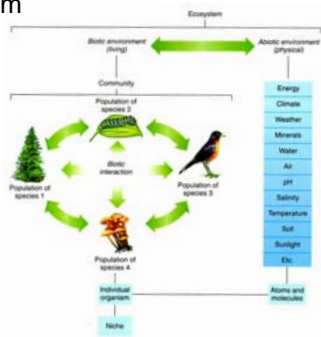 m
Ecosystem
Biotic environment
(living)
Abiotic environment
(physical)
Community
Population of
species 2
Population of
species 1
Biotic
interaction
Population of
species 3
Population of
species 4
Individual
organism
Niche
Energy
Climate
Weather
Minerals
Water
Air
pH
Salinity
Temperature
Soil
Sunlight
Etc.
Atoms and
molecules